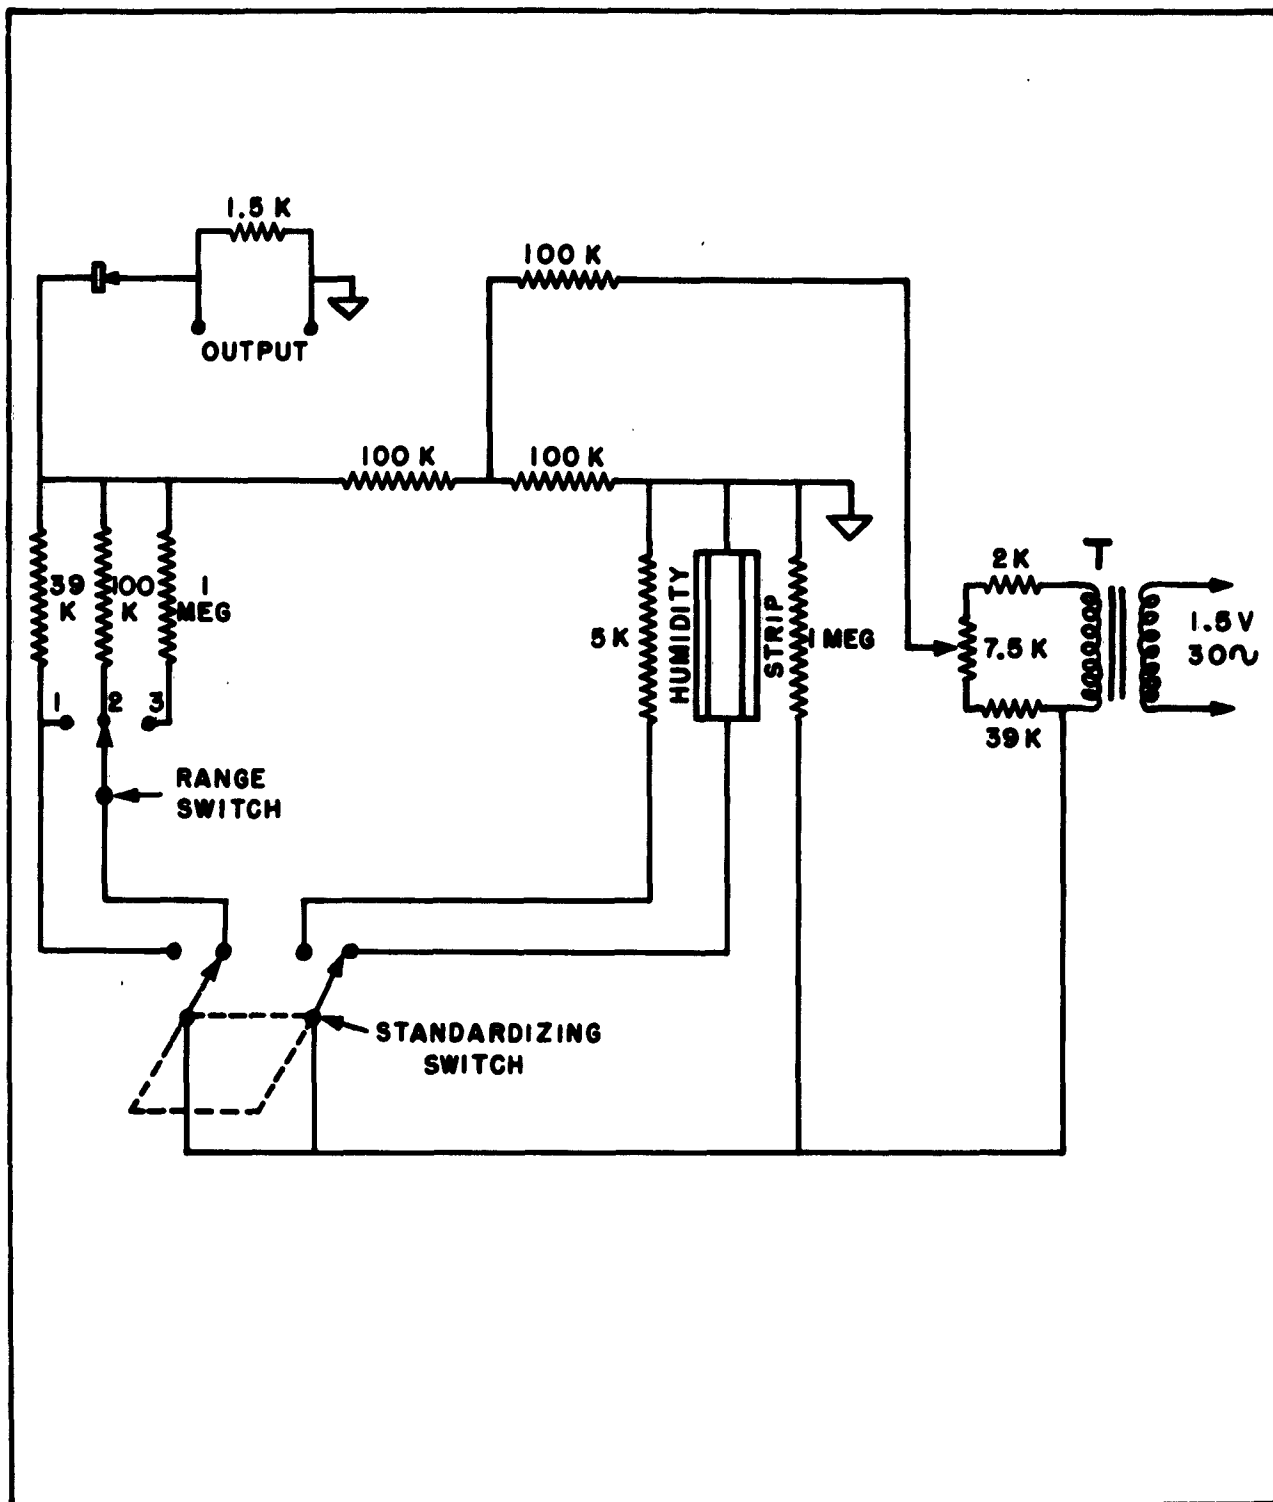 1.5 K
100 K
OUTPUT
100 K
100 K
39
K
100
K
1
MEG
5 K
HUMIDITY
STRIP
1 MEG
2 K
T
7.5 K
39 K
1.5 V
30~
1
2
3
RANGE
SWITCH
STANDARDIZING
SWITCH